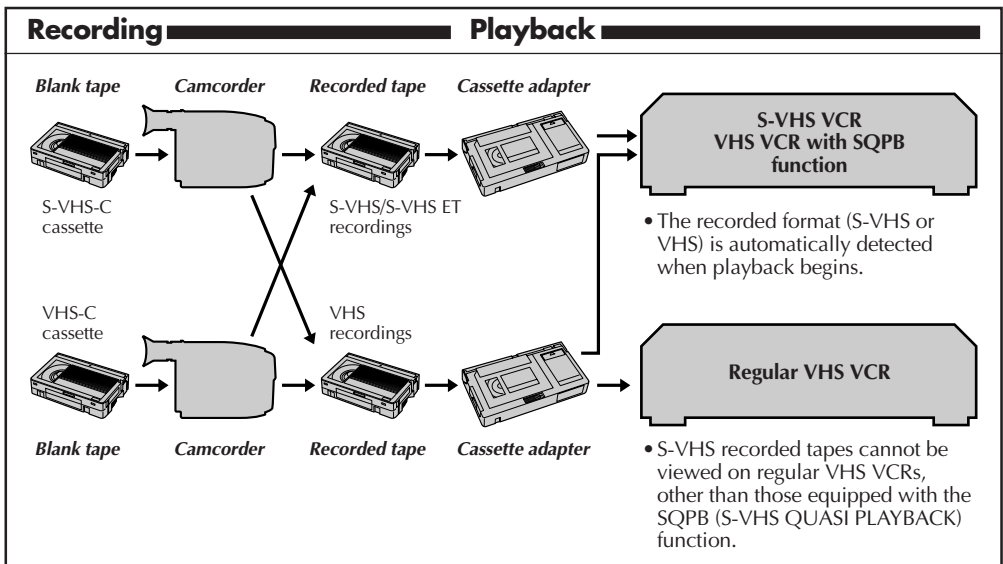 Recording
Playback
Blank tape
Camcorder
Recorded tape
Cassette adapter
S-VHS-C
cassette
S-VHS/S-VHS ET
recordings
S-VHS VCR
VHS VCR with SQPB
function
• The recorded format (S-VHS or
VHS) is automatically detected
when playback begins.
VHS-C
cassette
VHS
recordings
Regular VHS VCR
Blank tape
Camcorder
Recorded tape
Cassette adapter
• S-VHS recorded tapes cannot be
viewed on regular VHS VCRs,
other than those equipped with the
SQPB (S-VHS QUASI PLAYBACK)
function.